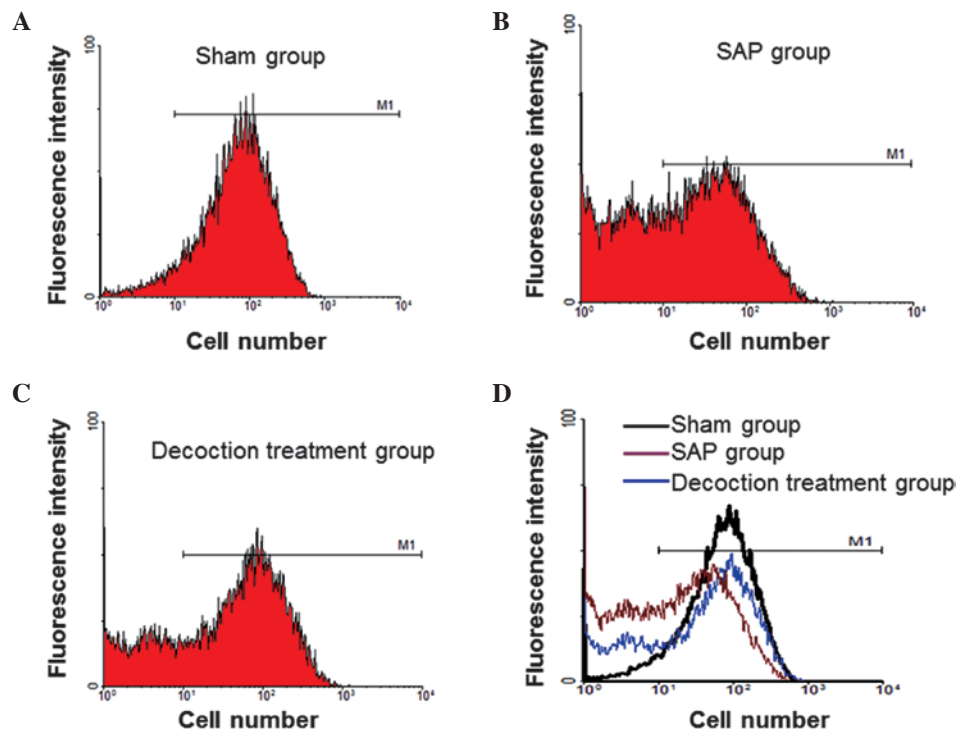 A
100
Fluorescence intensity
0
Sham group
M1
10⁰ 10¹ 10² 10³ 10⁴
Cell number
B
100
Fluorescence intensity
0
SAP group
M1
10⁰ 10¹ 10² 10³ 10⁴
Cell number
C
100
Fluorescence intensity
0
Decoction treatment group
M1
10⁰ 10¹ 10² 10³ 10⁴
Cell number
D
100
Fluorescence intensity
0
Sham group
SAP group
Decoction treatment group
M1
10⁰ 10¹ 10² 10³ 10⁴
Cell number